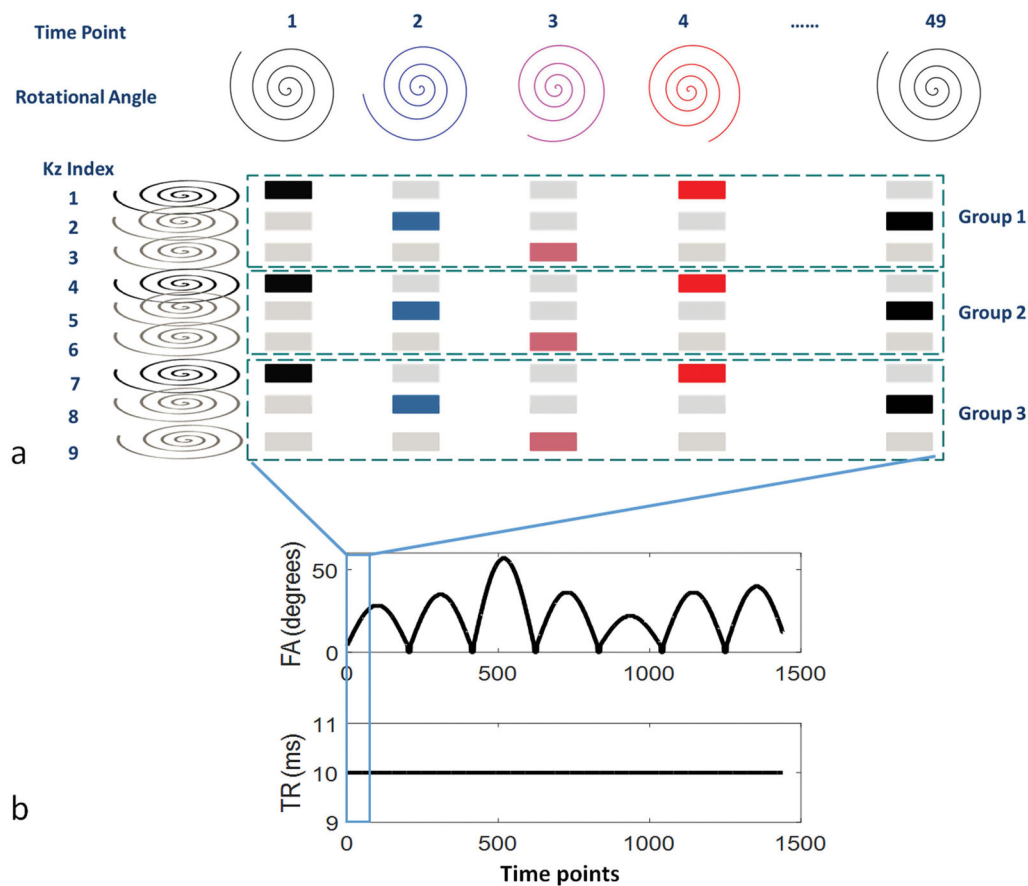 Time Point 1 2 3 4 ...... 49
Rotational Angle
Kz Index
1
2
3
Group 1
4
5
6
Group 2
7
8
9
Group 3
a
FA (degrees)
50
0
0 500 1000 1500
TR (ms)
11
10
9
0 500 1000 1500
Time points
b